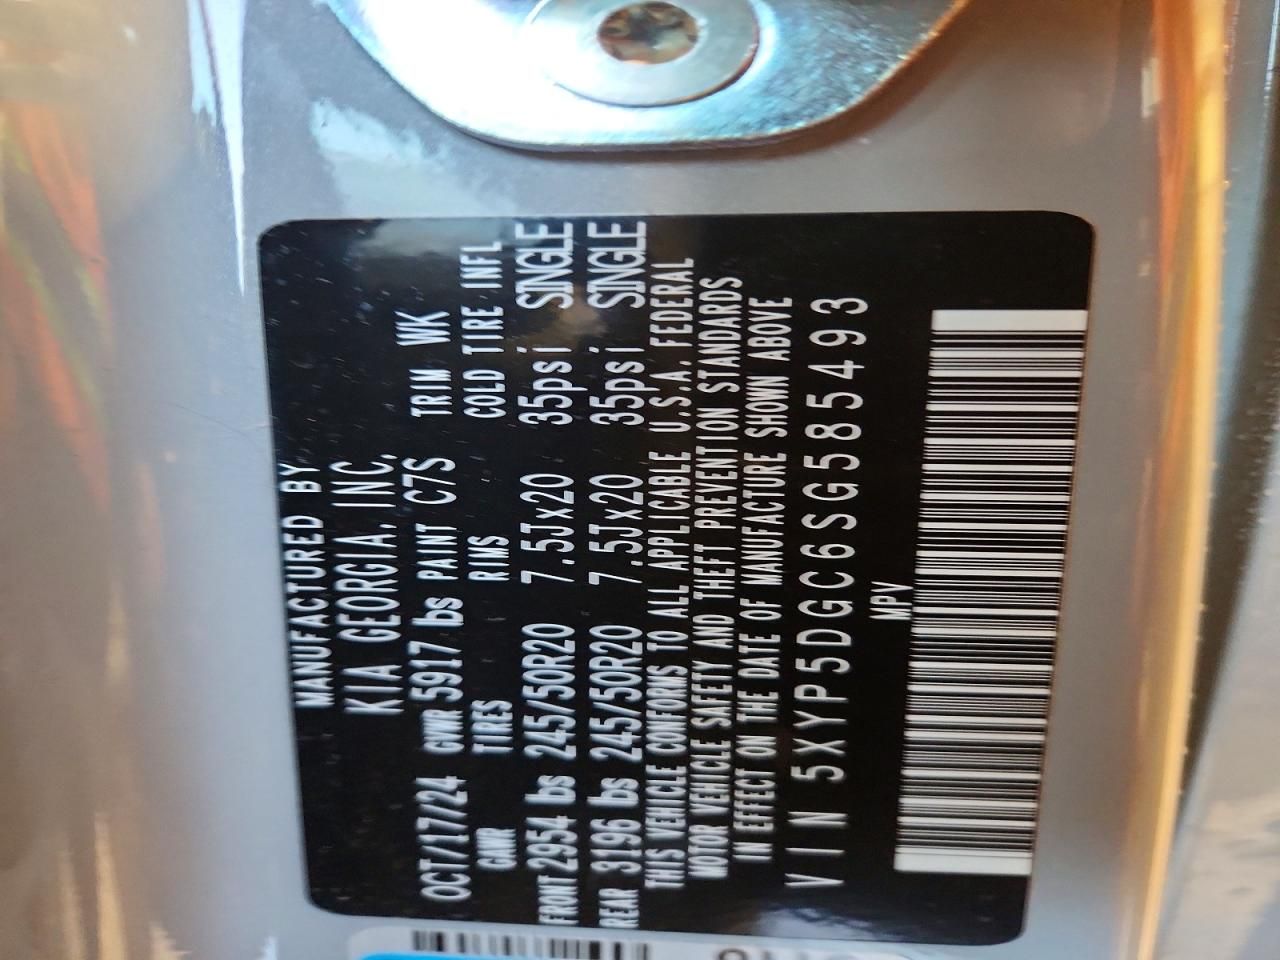 MANUFACTURED BY
KIA GEORGIA, INC.
OCT/17/24 GVWR 5917 lbs PAINT C7S TRIM WK
GAWR TIRES RIMS COLD TIRE INFL
FRONT 2954 lbs 245/50R20 7.5Jx20 35psi SINGLE
REAR 3196 lbs 245/50R20 7.5Jx20 35psi SINGLE
THIS VEHICLE CONFORMS TO ALL APPLICABLE U.S.A. FEDERAL
MOTOR VEHICLE SAFETY AND THEFT PREVENTION STANDARDS
IN EFFECT ON THE DATE OF MANUFACTURE SHOWN ABOVE
VIN 5XYP5DGC6SG585493
MPV